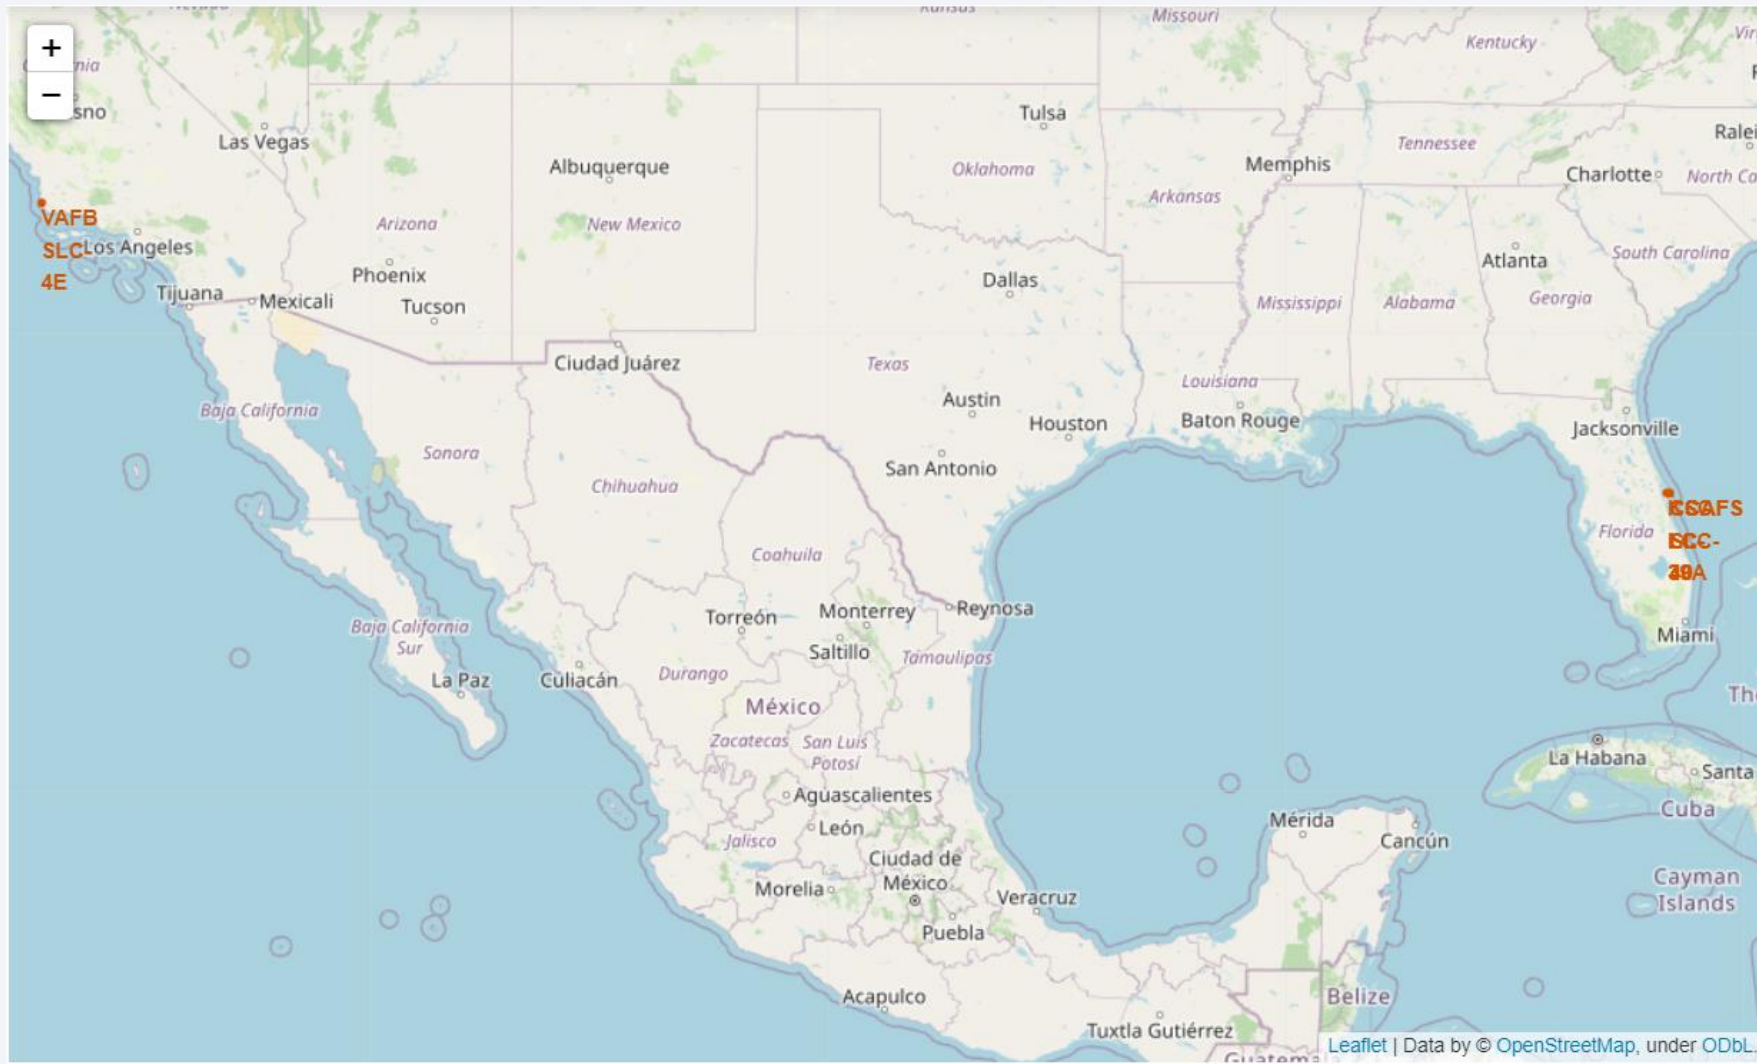 Nevada
Kansas
Missouri
Kentucky
+
−
sno
Las Vegas
Tulsa
Albuquerque
Oklahoma
Memphis
Tennessee
Charlotte
North Ca
Ralei
Arkansas
VAFB
SLC-
4E
Los Angeles
Arizona
New Mexico
Phoenix
Tucson
Tijuana
Mexicali
Dallas
Atlanta
South Carolina
Mississippi
Alabama
Georgia
Ciudad Juárez
Texas
Louisiana
Austin
Houston
Baton Rouge
Jacksonville
Baja California
Sonora
Chihuahua
San Antonio
Florida
Coahuila
Torreón
Monterrey
Reynosa
Saltillo
Tamaulipas
Miami
Baja California
Sur
La Paz
Culiacán
Durango
México
Zacatecas
San Luis
Potosí
La Habana
Santa
Cuba
Aguascalientes
León
Jalisco
Ciudad de
México
Morelia
Veracruz
Puebla
Mérida
Cancún
Cayman
Islands
Acapulco
Belize
Tuxtla Gutiérrez
Leaflet | Data by © OpenStreetMap, under ODbL